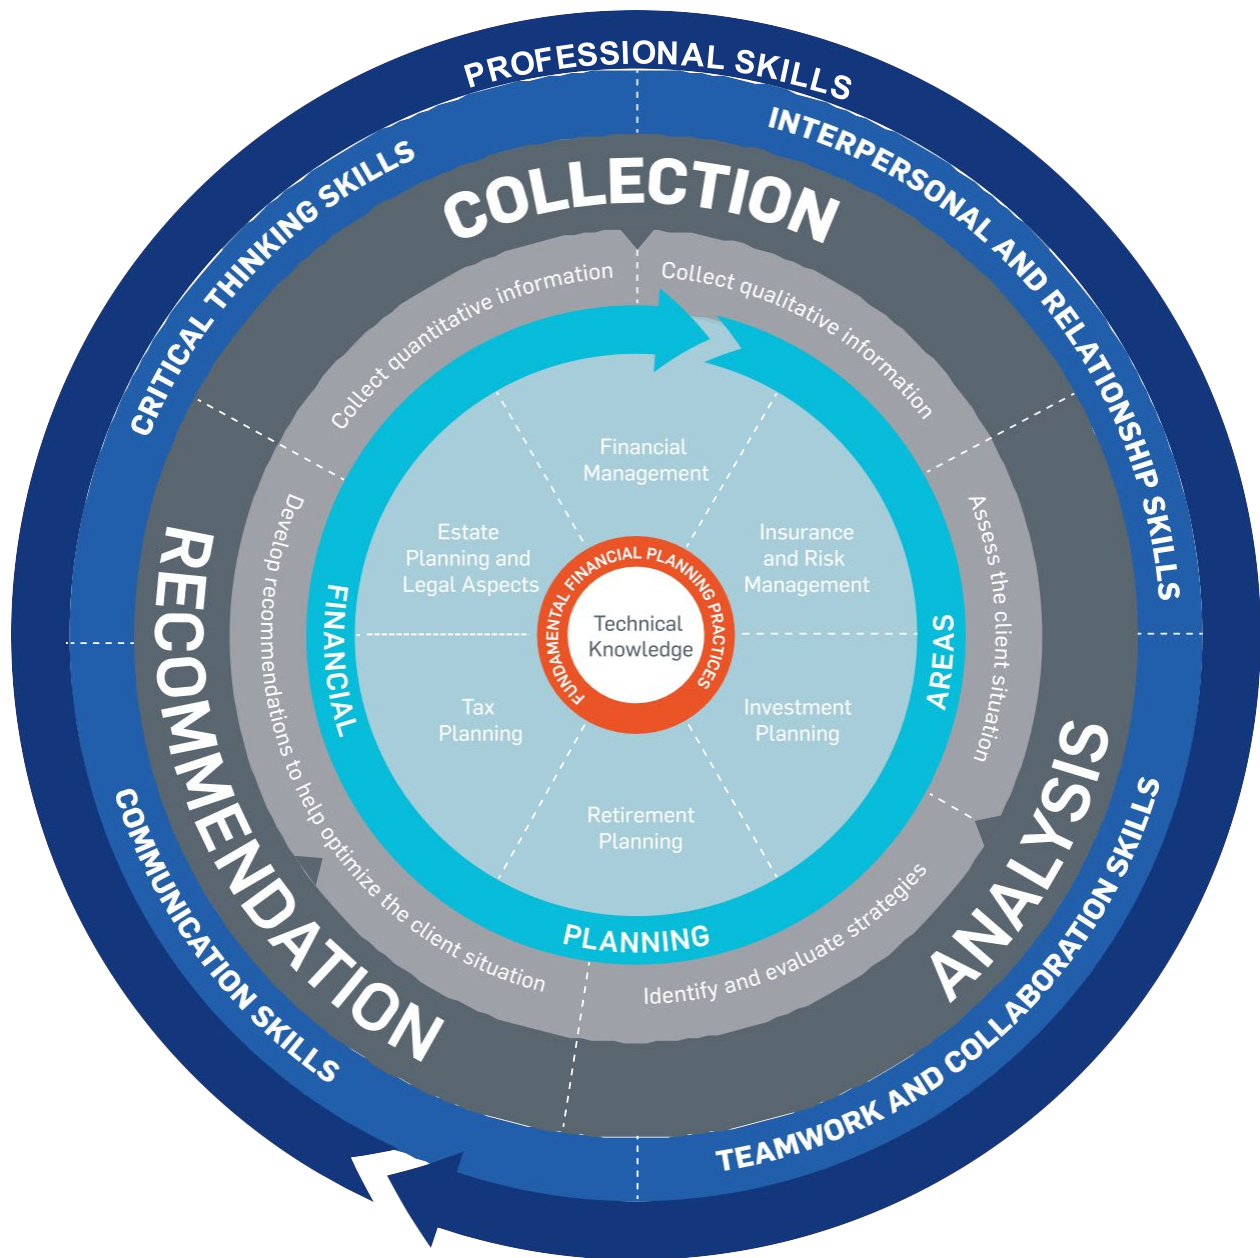 PROFESSIONAL SKILLS
CRITICAL THINKING SKILLS
INTERPERSONAL AND RELATIONSHIP SKILLS
TEAMWORK AND COLLABORATION SKILLS
COMMUNICATION SKILLS
COLLECTION
ANALYSIS
RECOMMENDATION
Collect quantitative information
Collect qualitative information
Assess the client situation
Identify and evaluate strategies
Develop recommendations to help optimize the client situation
FINANCIAL
PLANNING
AREAS
Financial
Management
Insurance
and Risk
Management
Investment
Planning
Retirement
Planning
Tax
Planning
Estate
Planning and
Legal Aspects
FUNDAMENTAL FINANCIAL PLANNING PRACTICES
Technical
Knowledge